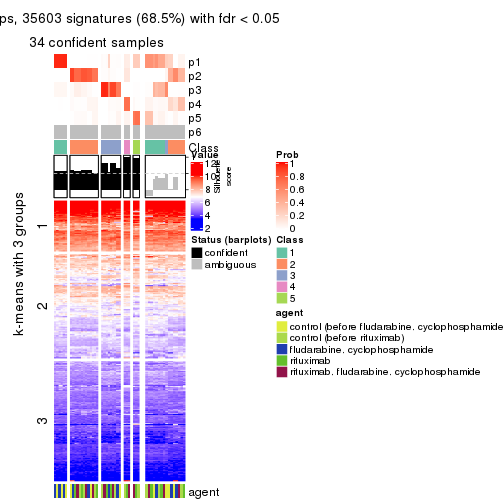 ps, 35603 signatures (68.5%) with fdr < 0.05
34 confident samples
p1
p2
p3
p4
p5
p6
Class
Silhouette
score
k-means with 3 groups
1
2
3
agent
Value
12
10
8
6
4
2
Status (barplots)
confident
ambiguous
Prob
1
0.8
0.6
0.4
0.2
0
Class
1
2
3
4
5
agent
control (before fludarabine, cyclophosphamide
control (before rituximab)
fludarabine, cyclophosphamide
rituximab
rituximab, fludarabine, cyclophosphamide